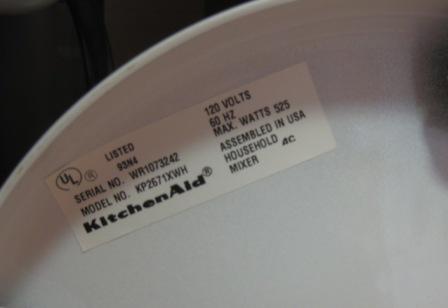 UL ® LISTED
93N4
SERIAL NO. WR1073242
MODEL NO. KP2671XWH
KitchenAid®
120 VOLTS
60 HZ
MAX. WATTS 525
ASSEMBLED IN USA
HOUSEHOLD AC
MIXER